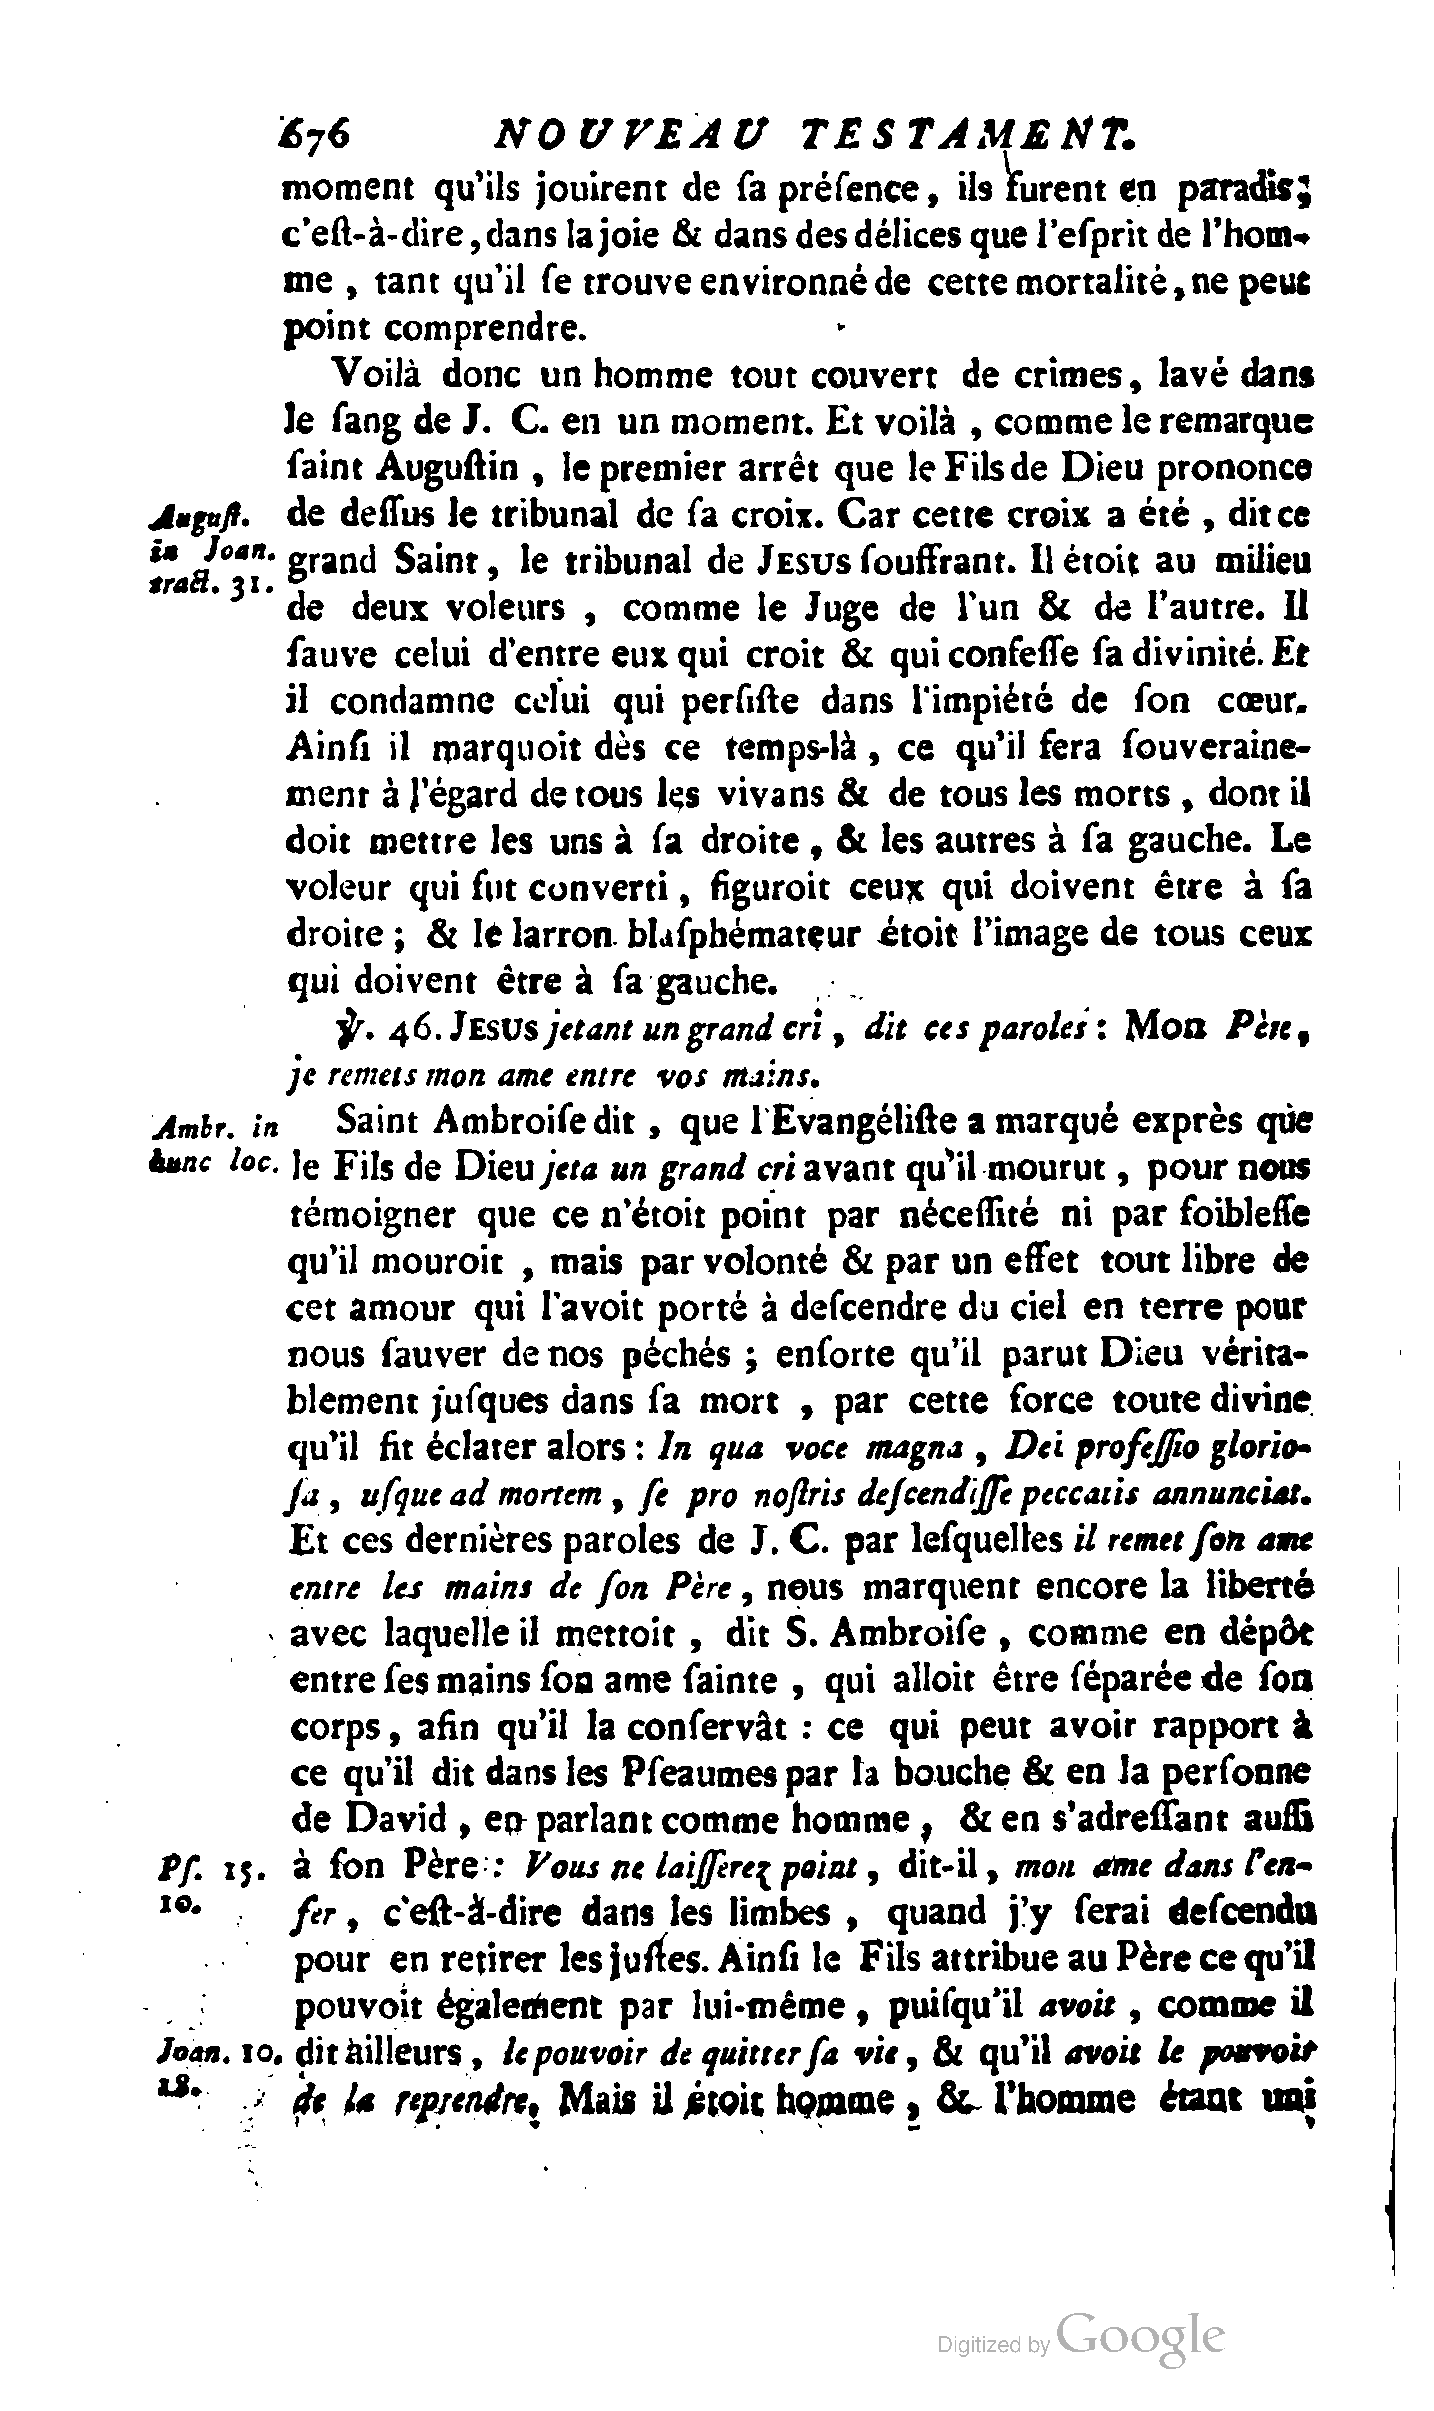 676 NOUVEAU TESTAMENT.
moment qu'ils jouirent de ſa préſence, ils furent en paradis;
c'eſt-à-dire, dans la joie & dans des délices que l'eſprit de l'hom-
me, tant qu'il ſe trouve environné de cette mortalité, ne peut
point comprendre.
Voilà donc un homme tout couvert de crimes, lavé dans
le ſang de J. C. en un moment. Et voilà, comme le remarque
ſaint Auguſtin, le premier arrêt que le Fils de Dieu prononce
Auguſt. de deſſus le tribunal de ſa croix. Car cette croix a été, dit ce
in Joan. grand Saint, le tribunal de JESUS ſouffrant. Il étoit au milieu
tract. 31. de deux voleurs, comme le Juge de l'un & de l'autre. Il
ſauve celui d'entre eux qui croit & qui confeſſe ſa divinité. Et
il condamne celui qui perſiſte dans l'impiété de ſon cœur.
Ainſi il marquoit dès ce temps-là, ce qu'il fera ſouveraine-
ment à l'égard de tous les vivans & de tous les morts, dont il
doit mettre les uns à ſa droite, & les autres à ſa gauche. Le
voleur qui fut converti, figuroit ceux qui doivent être à ſa
droite; & le larron blaſphémateur étoit l'image de tous ceux
qui doivent être à ſa gauche.
℣. 46. JESUS jetant un grand cri, dit ces paroles: Mon Père,
je remets mon ame entre vos mains.
Ambr. in Saint Ambroiſe dit, que l'Evangéliſte a marqué exprès que
hunc loc. le Fils de Dieu jeta un grand cri avant qu'il mourut, pour nous
témoigner que ce n'étoit point par néceſſité ni par foibleſſe
qu'il mouroit, mais par volonté & par un effet tout libre de
cet amour qui l'avoit porté à deſcendre du ciel en terre pour
nous ſauver de nos péchés; enſorte qu'il parut Dieu vérita-
blement juſques dans ſa mort, par cette force toute divine
qu'il fit éclater alors: In qua voce magna, Dei profeſſio glorio-
ſa, uſque ad mortem, ſe pro noſtris deſcendiſſe peccatis annunciat.
Et ces dernières paroles de J. C. par leſquelles il remet ſon ame
entre les mains de ſon Père, nous marquent encore la liberté
avec laquelle il mettoit, dit S. Ambroiſe, comme en dépôt
entre ſes mains ſon ame ſainte, qui alloit être ſéparée de ſon
corps, afin qu'il la conſervât: ce qui peut avoir rapport à
ce qu'il dit dans les Pſeaumes par la bouche & en la perſonne
de David, en parlant comme homme, & en s'adreſſant auſſi
Pſ. 15. à ſon Père: Vous ne laiſſerez point, dit-il, mon ame dans l'en-
10. fer, c'eſt-à-dire dans les limbes, quand j'y ſerai deſcendu
pour en retirer les juſtes. Ainſi le Fils attribue au Père ce qu'il
pouvoit également par lui-même, puiſqu'il avoit, comme il
Joan. 10. dit ailleurs, le pouvoir de quitter ſa vie, & qu'il avoit le pouvoir
18. de la reprendre. Mais il étoit homme, & l'homme étant uni
Digitized by Google